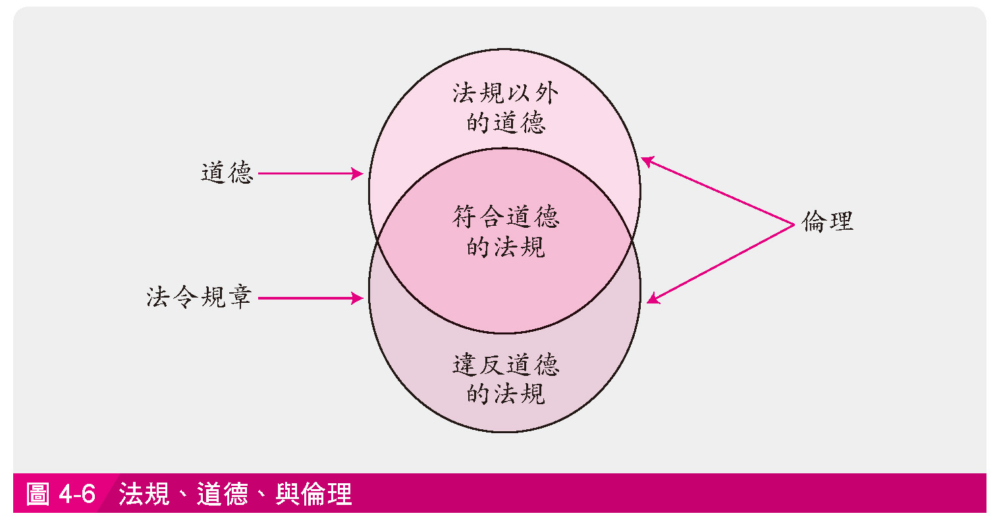 法規以外
的道德
道德
符合道德
的法規
倫理
法令規章
違反道德
的法規
圖 4-6 法規、道德、與倫理